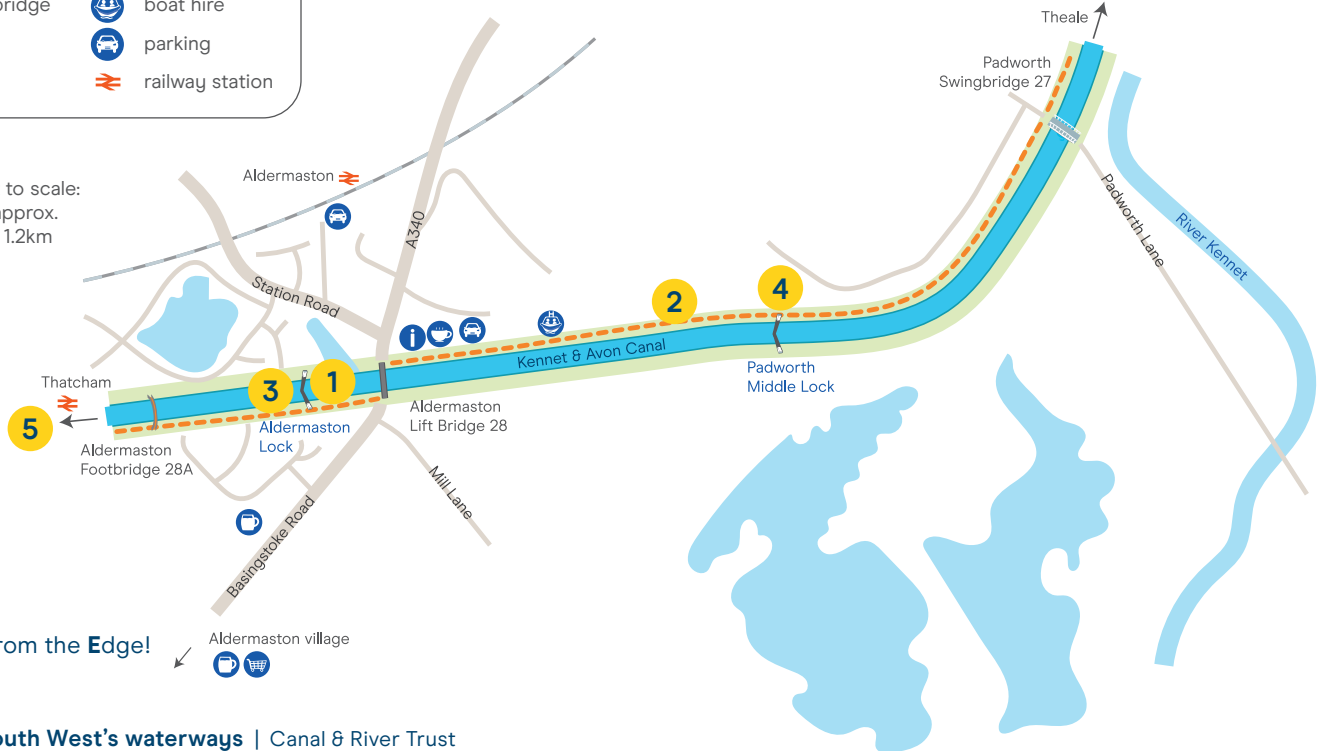 bridge
boat hire
parking
railway station
to scale:
approx.
1.2km
Theale
Padworth
Swingbridge 27
Aldermaston
A340
Station Road
Padworth Lane
River Kennet
4
2
i
Kennet & Avon Canal
Padworth
Middle Lock
Thatcham
3
1
5
Aldermaston
Lock
Aldermaston
Lift Bridge 28
Aldermaston
Footbridge 28A
Mill Lane
Basingstoke Road
Aldermaston village
rom the Edge!
outh West's waterways | Canal & River Trust